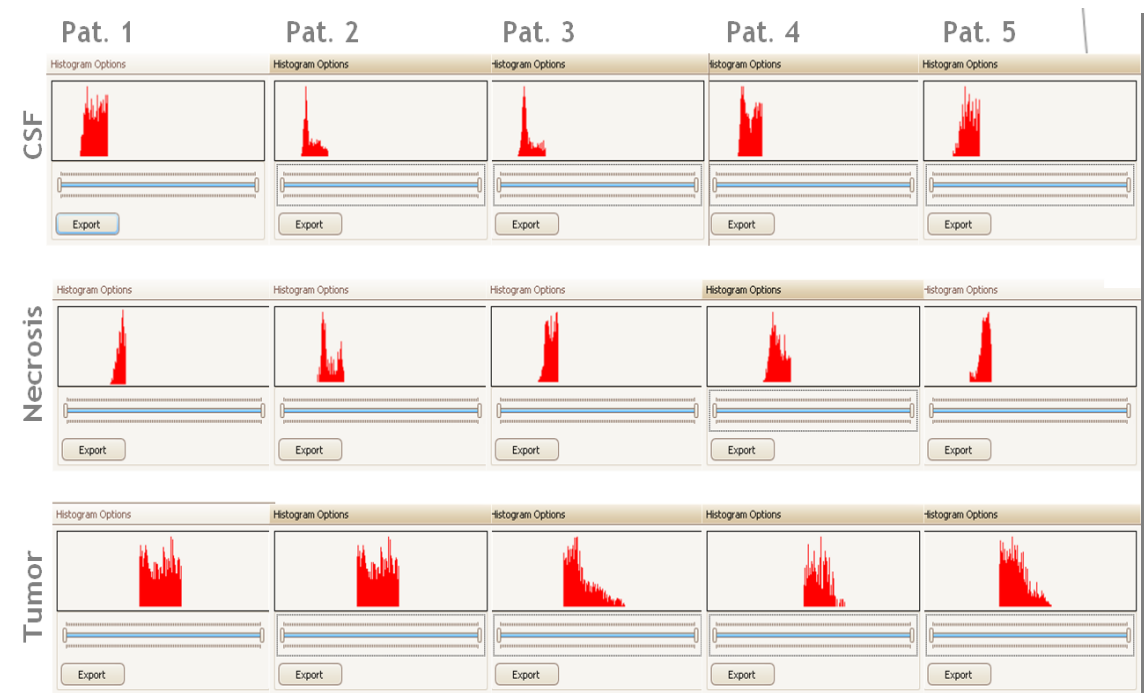 Pat. 1 Pat. 2 Pat. 3 Pat. 4 Pat. 5
Histogram Options Histogram Options Histogram Options Histogram Options Histogram Options
CSF
Export Export Export Export Export
Histogram Options Histogram Options Histogram Options Histogram Options Histogram Options
Necrosis
Export Export Export Export Export
Histogram Options Histogram Options Histogram Options Histogram Options Histogram Options
Tumor
Export Export Export Export Export